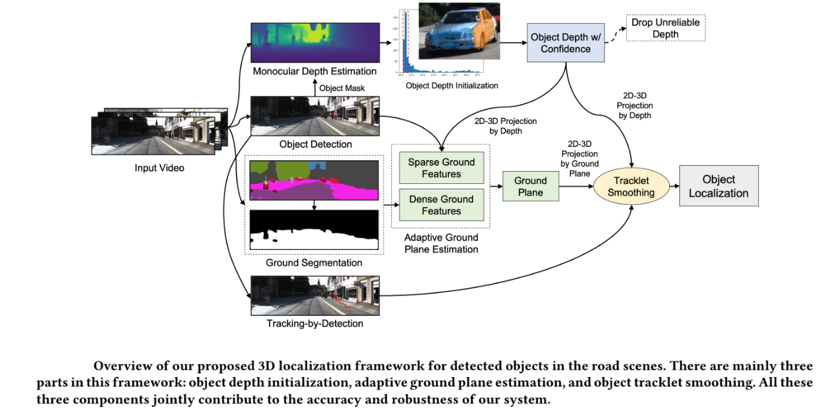 Object Depth w/
Confidence
Drop Unreliable
Depth
Monocular Depth Estimation
Object Depth Initialization
Object Mask
2D-3D Projection
by Depth
2D-3D Projection
by Depth
Input Video
Object Detection
2D-3D
Projection
by Ground
Plane
Sparse Ground
Features
Dense Ground
Features
Ground
Plane
Tracklet
Smoothing
Object
Localization
Adaptive Ground
Plane Estimation
Ground Segmentation
Tracking-by-Detection
Overview of our proposed 3D localization framework for detected objects in the road scenes. There are mainly three
parts in this framework: object depth initialization, adaptive ground plane estimation, and object tracklet smoothing. All these
three components jointly contribute to the accuracy and robustness of our system.